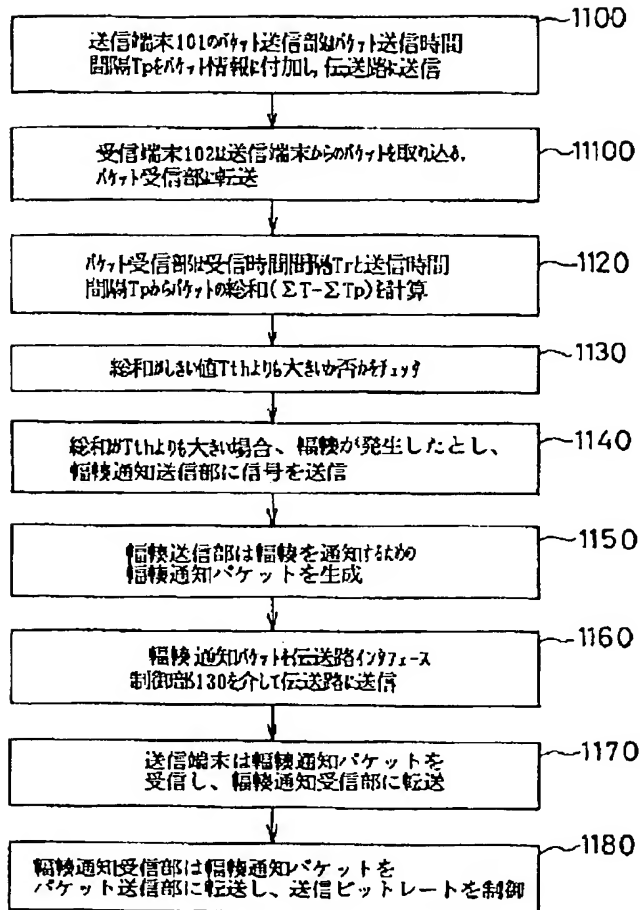 1100
送信端末101のパケット送信部はパケット送信時間
間隔Tpをパケット情報に付加し,伝送路に送信
11100
受信端末102は送信端末からのパケットを取り込み,
パケット受信部に転送
1120
パケット受信部は受信時間間隔Trと送信時間
間隔Tpからパケットの総和(ΣT-ΣTp)を計算
1130
総和がしきい値Tthよりも大きいか否かをチェック
1140
総和がTthよりも大きい場合、輻輳が発生したとし、
輻輳通知送信部に信号を送信
1150
輻輳送信部は輻輳を通知するための
輻輳通知パケットを生成
1160
輻輳通知パケットを伝送路インタフェース
制御部130を介して伝送路に送信
1170
送信端末は輻輳通知パケットを
受信し、輻輳通知受信部に転送
1180
輻輳通知受信部は輻輳通知パケットを
パケット送信部に転送し、送信ビットレートを制御